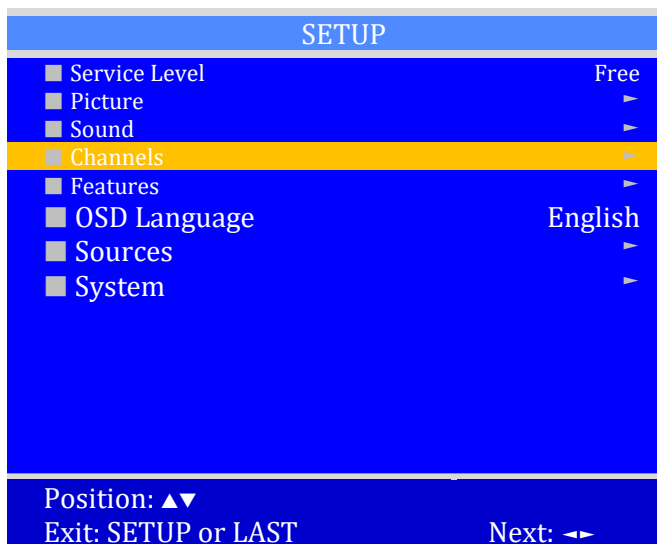 SETUP
Service Level Free
Picture ►
Sound ►
Channels ►
Features ►
OSD Language English
Sources ►
System ►
Position: ▲▼
Exit: SETUP or LAST Next: ◄►